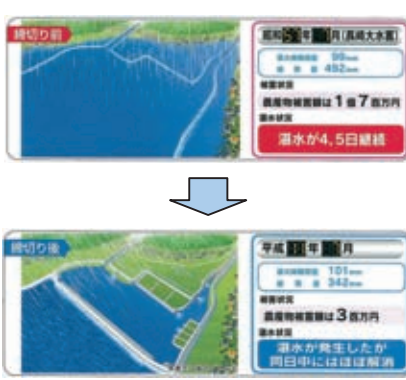 締切り前
昭和 年 月(長崎大水害)
99mm
492mm
被害状況
農産物被害額は1億7百万円
湛水状況
湛水が4,5日継続
締切り後
平成 年 月
101mm
342mm
被害状況
農産物被害額は3百万円
湛水状況
湛水が発生したが
同日中にはほぼ解消